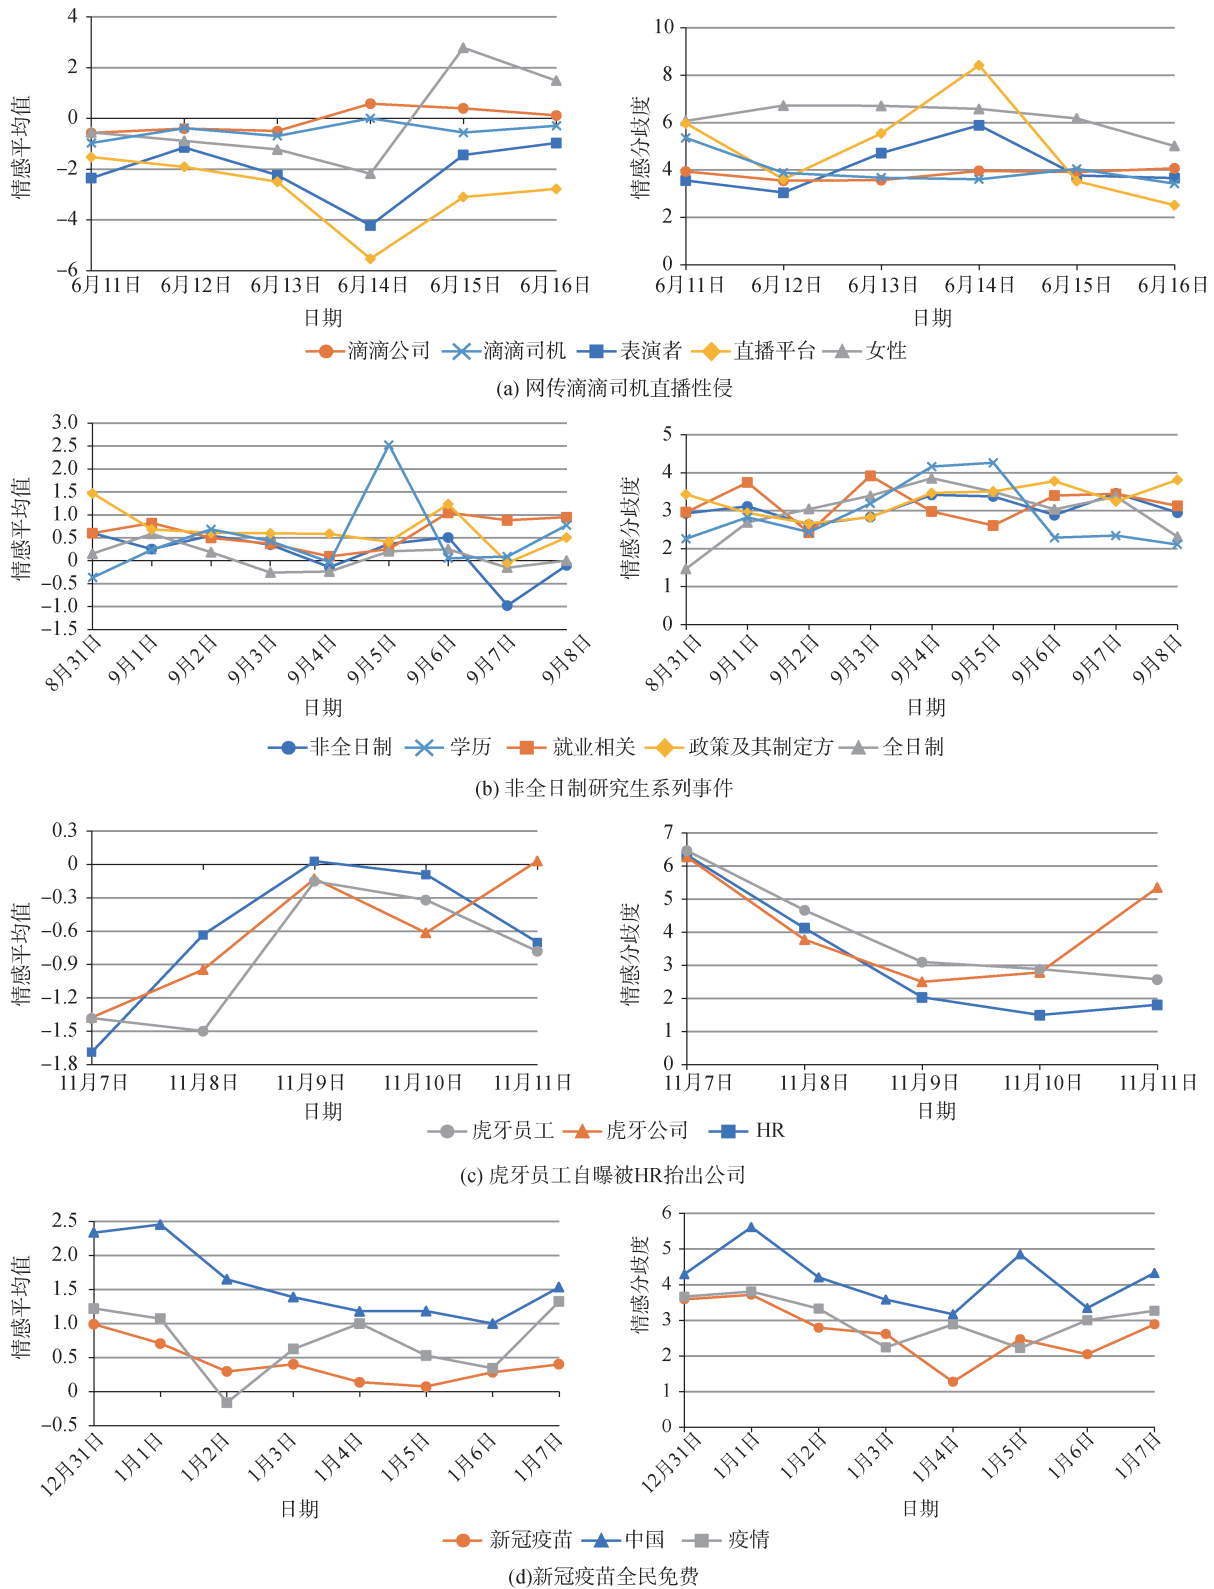 4
2
0
−2
−4
−6
情感平均值
6月11日 6月12日 6月13日 6月14日 6月15日 6月16日
日期
10
8
6
4
2
0
情感分歧度
6月11日 6月12日 6月13日 6月14日 6月15日 6月16日
日期
滴滴公司 滴滴司机 表演者 直播平台 女性
(a) 网传滴滴司机直播性侵
3.0
2.5
2.0
1.5
1.0
0.5
0
−0.5
−1.0
−1.5
情感平均值
8月31日 9月1日 9月2日 9月3日 9月4日 9月5日 9月6日 9月7日 9月8日
日期
5
4
3
2
1
0
情感分歧度
8月31日 9月1日 9月2日 9月3日 9月4日 9月5日 9月6日 9月7日 9月8日
日期
非全日制 学历 就业相关 政策及其制定方 全日制
(b) 非全日制研究生系列事件
0.3
0
−0.3
−0.6
−0.9
−1.2
−1.5
−1.8
情感平均值
11月7日 11月8日 11月9日 11月10日 11月11日
日期
7
6
5
4
3
2
1
0
情感分歧度
11月7日 11月8日 11月9日 11月10日 11月11日
日期
虎牙员工 虎牙公司 HR
(c) 虎牙员工自曝被HR抬出公司
2.5
2.0
1.5
1.0
0.5
0
−0.5
情感平均值
12月31日 1月1日 1月2日 1月3日 1月4日 1月5日 1月6日 1月7日
日期
6
5
4
3
2
1
0
情感分歧度
12月31日 1月1日 1月2日 1月3日 1月4日 1月5日 1月6日 1月7日
日期
新冠疫苗 中国 疫情
(d)新冠疫苗全民免费